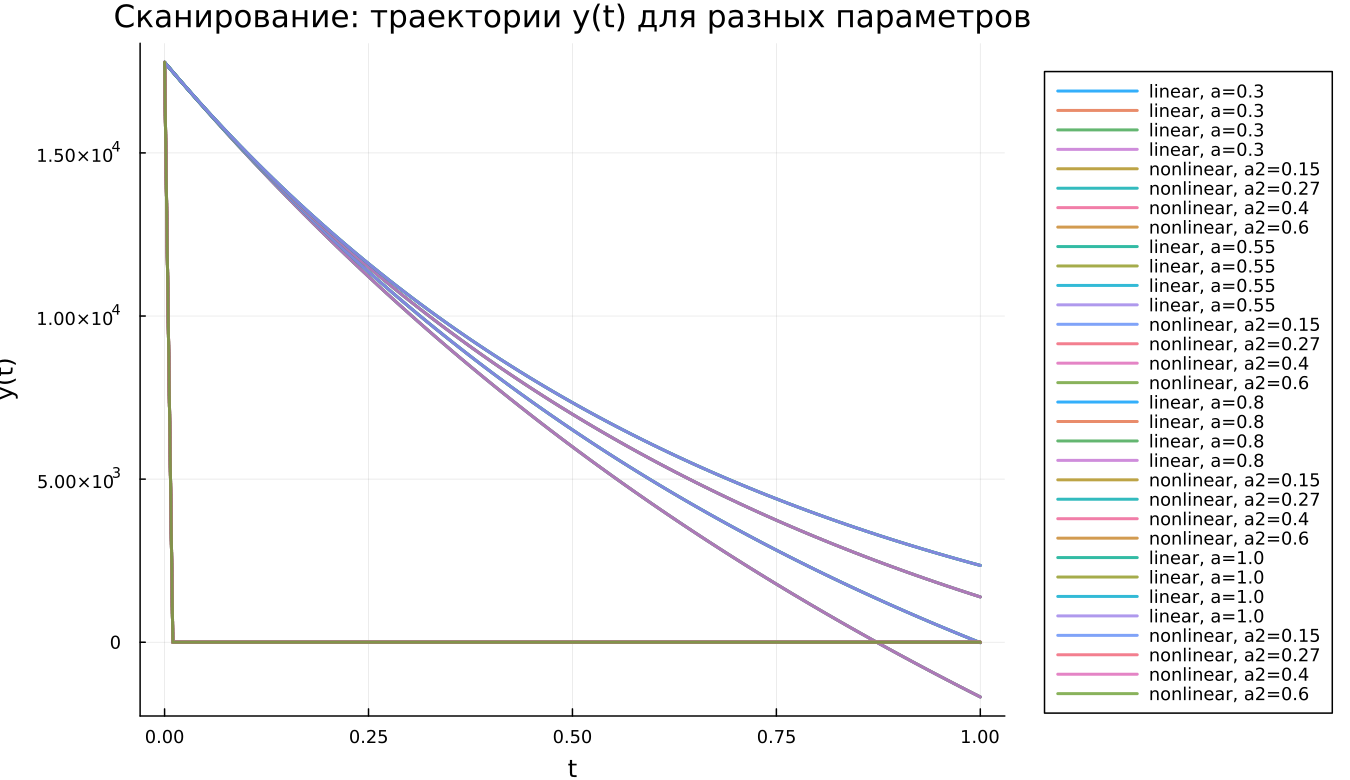 Сканирование: траектории y(t) для разных параметров
y(t)
1.50×10⁴
1.00×10⁴
5.00×10³
0
0.00
0.25
0.50
0.75
1.00
t
linear, a=0.3
linear, a=0.3
linear, a=0.3
linear, a=0.3
nonlinear, a2=0.15
nonlinear, a2=0.27
nonlinear, a2=0.4
nonlinear, a2=0.6
linear, a=0.55
linear, a=0.55
linear, a=0.55
linear, a=0.55
nonlinear, a2=0.15
nonlinear, a2=0.27
nonlinear, a2=0.4
nonlinear, a2=0.6
linear, a=0.8
linear, a=0.8
linear, a=0.8
linear, a=0.8
nonlinear, a2=0.15
nonlinear, a2=0.27
nonlinear, a2=0.4
nonlinear, a2=0.6
linear, a=1.0
linear, a=1.0
linear, a=1.0
linear, a=1.0
nonlinear, a2=0.15
nonlinear, a2=0.27
nonlinear, a2=0.4
nonlinear, a2=0.6